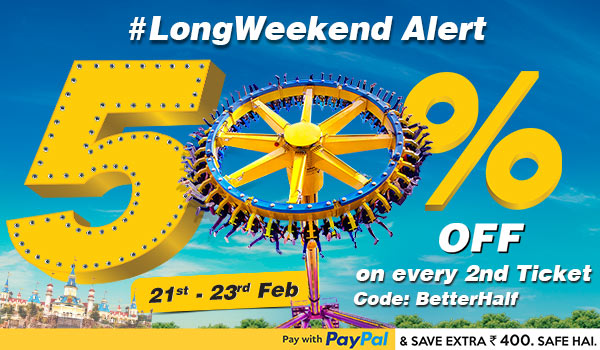 #LongWeekend Alert
50%
OFF
on every 2nd Ticket
Code: BetterHalf
21st - 23rd Feb
Pay with PayPal & SAVE EXTRA ₹ 400. SAFE HAI.